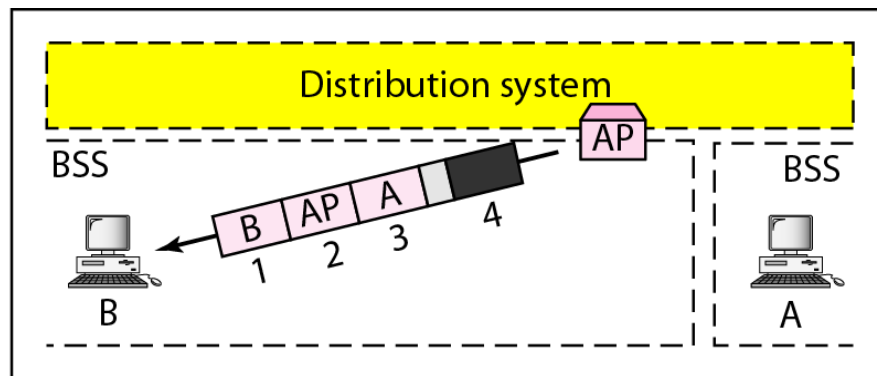 Distribution system
AP
BSS
BSS
B AP A
1 2 3 4
B
A